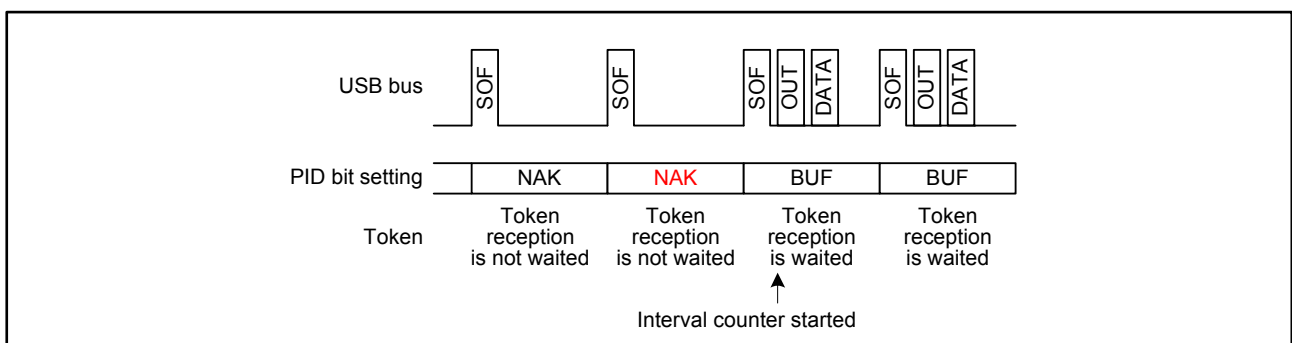 USB bus
SOF
SOF
SOF
OUT
DATA
SOF
OUT
DATA
PID bit setting
NAK
NAK
BUF
BUF
Token
Token
reception
is not waited
Token
reception
is not waited
Token
reception
is waited
Token
reception
is waited
Interval counter started